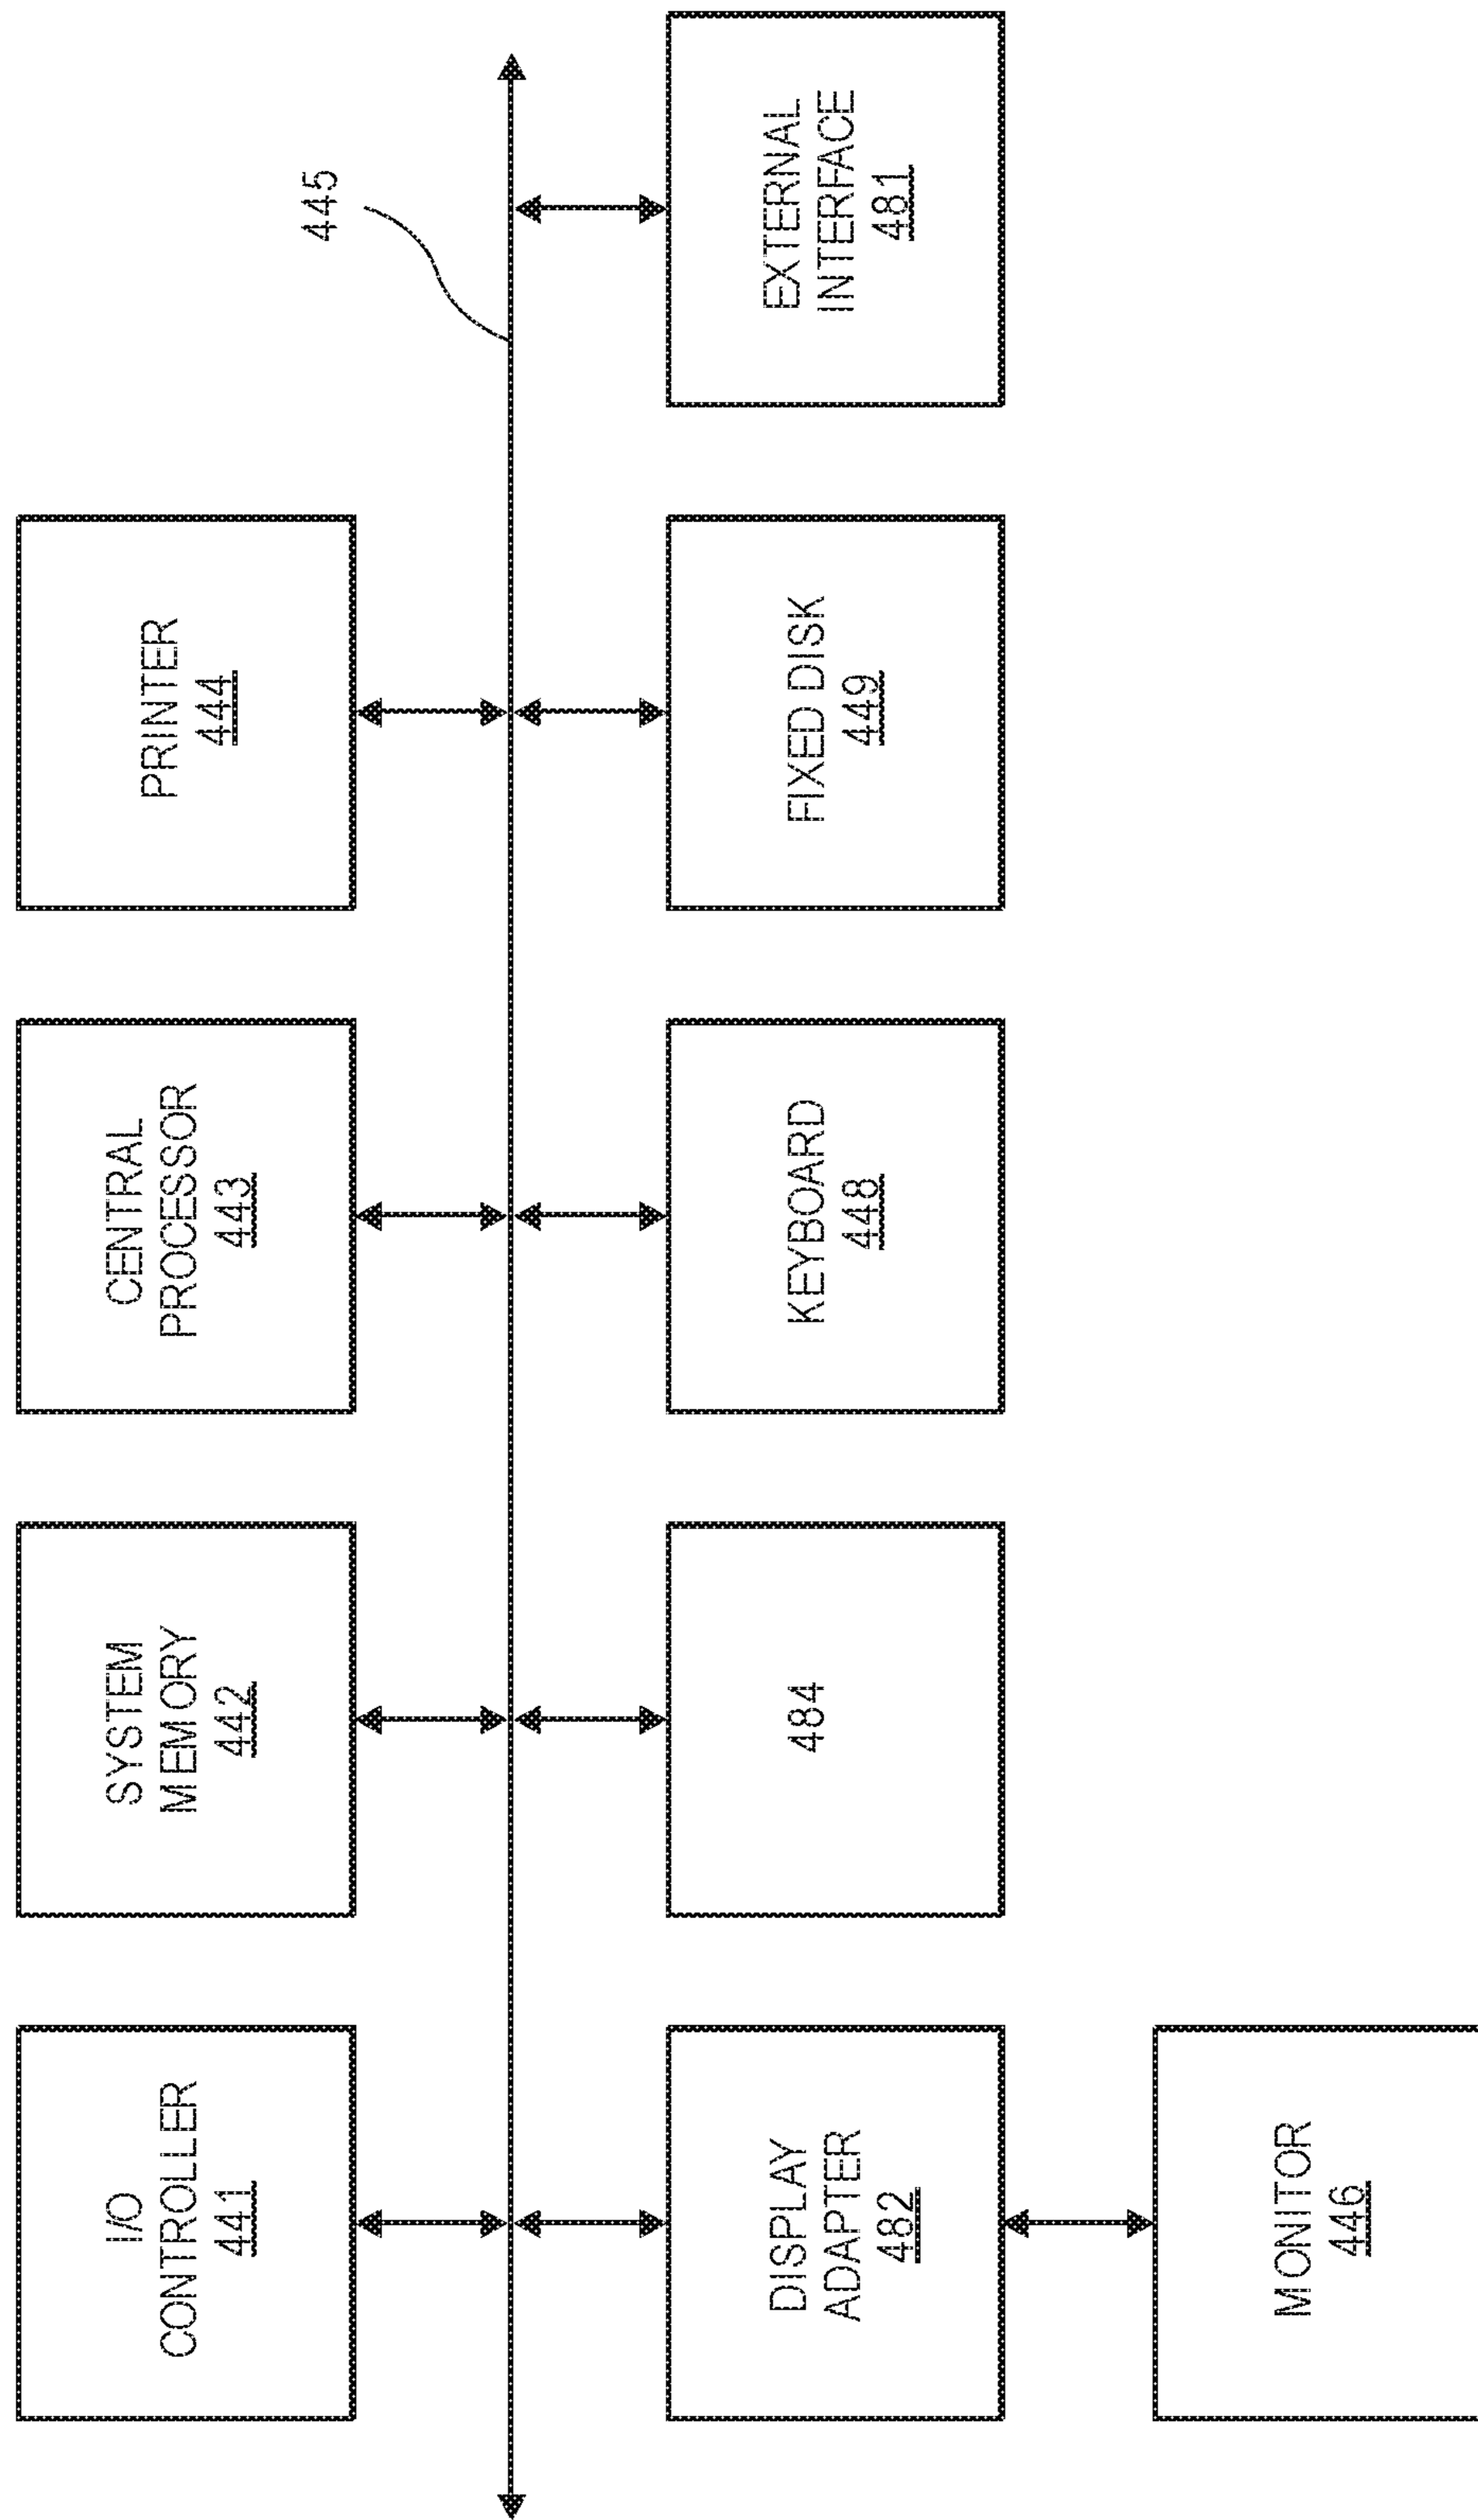 I/O
CONTROLLER
441
SYSTEM
MEMORY
442
CENTRAL
PROCESSOR
443
PRINTER
444
445
DISPLAY
ADAPTER
482
484
KEYBOARD
448
FIXED DISK
449
EXTERNAL
INTERFACE
481
MONITOR
446